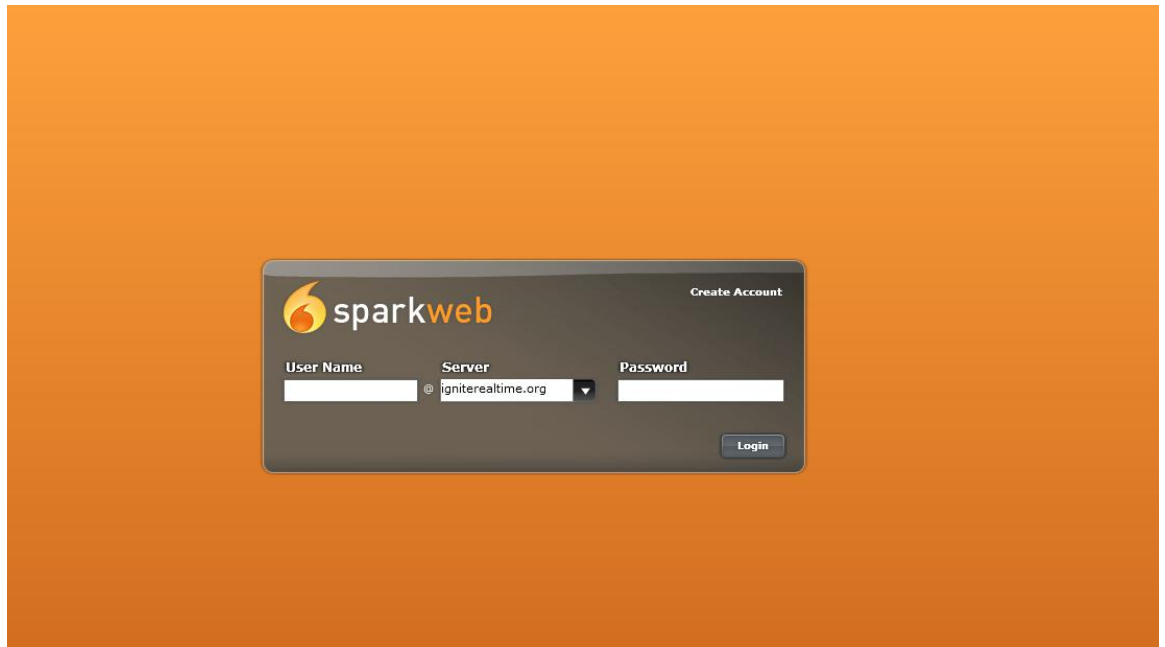 sparkweb
Create Account
User Name Server Password
@ igniterealtime.org
Login